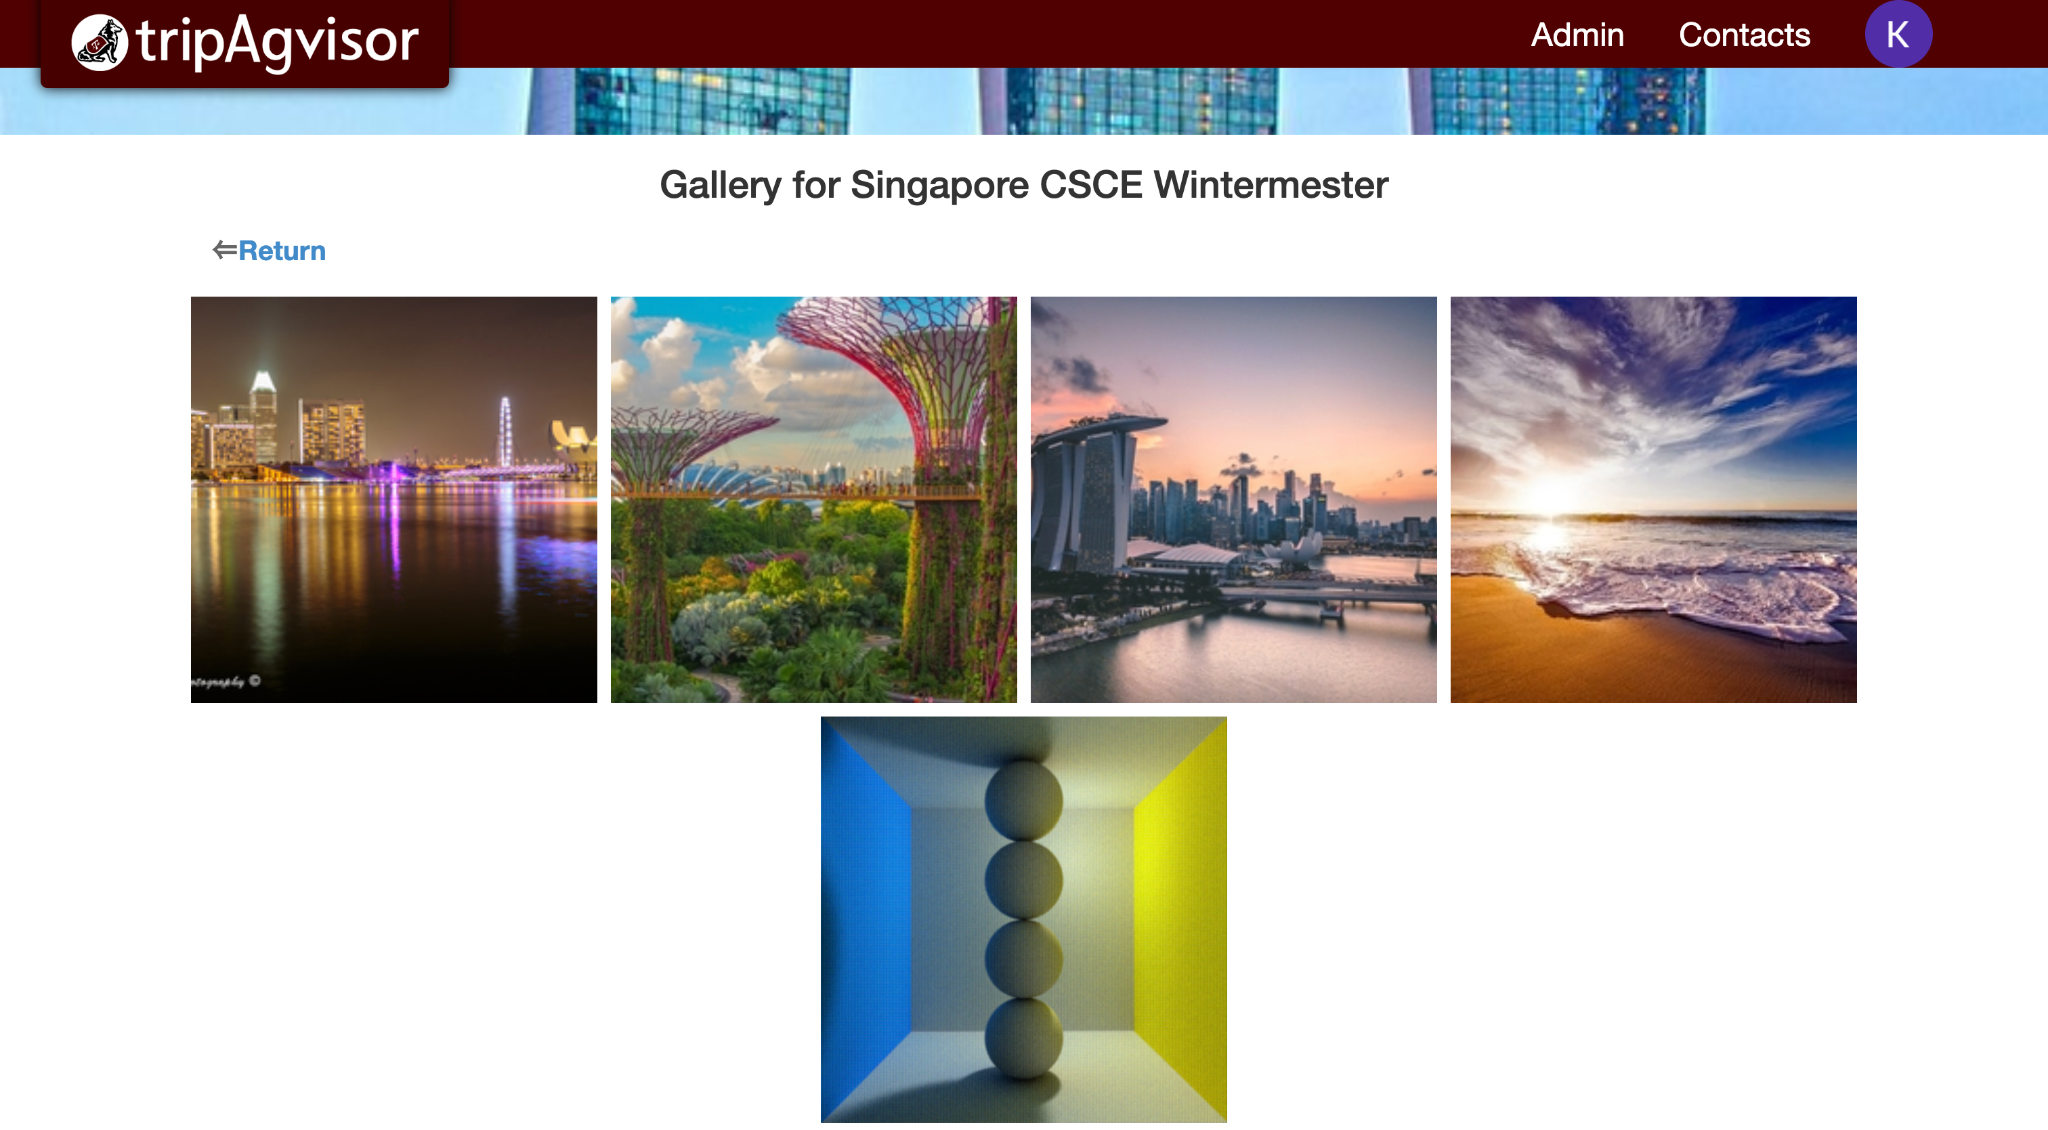 tripAgvisor
Admin
Contacts
K
Gallery for Singapore CSCE Wintermester
⇐Return
©